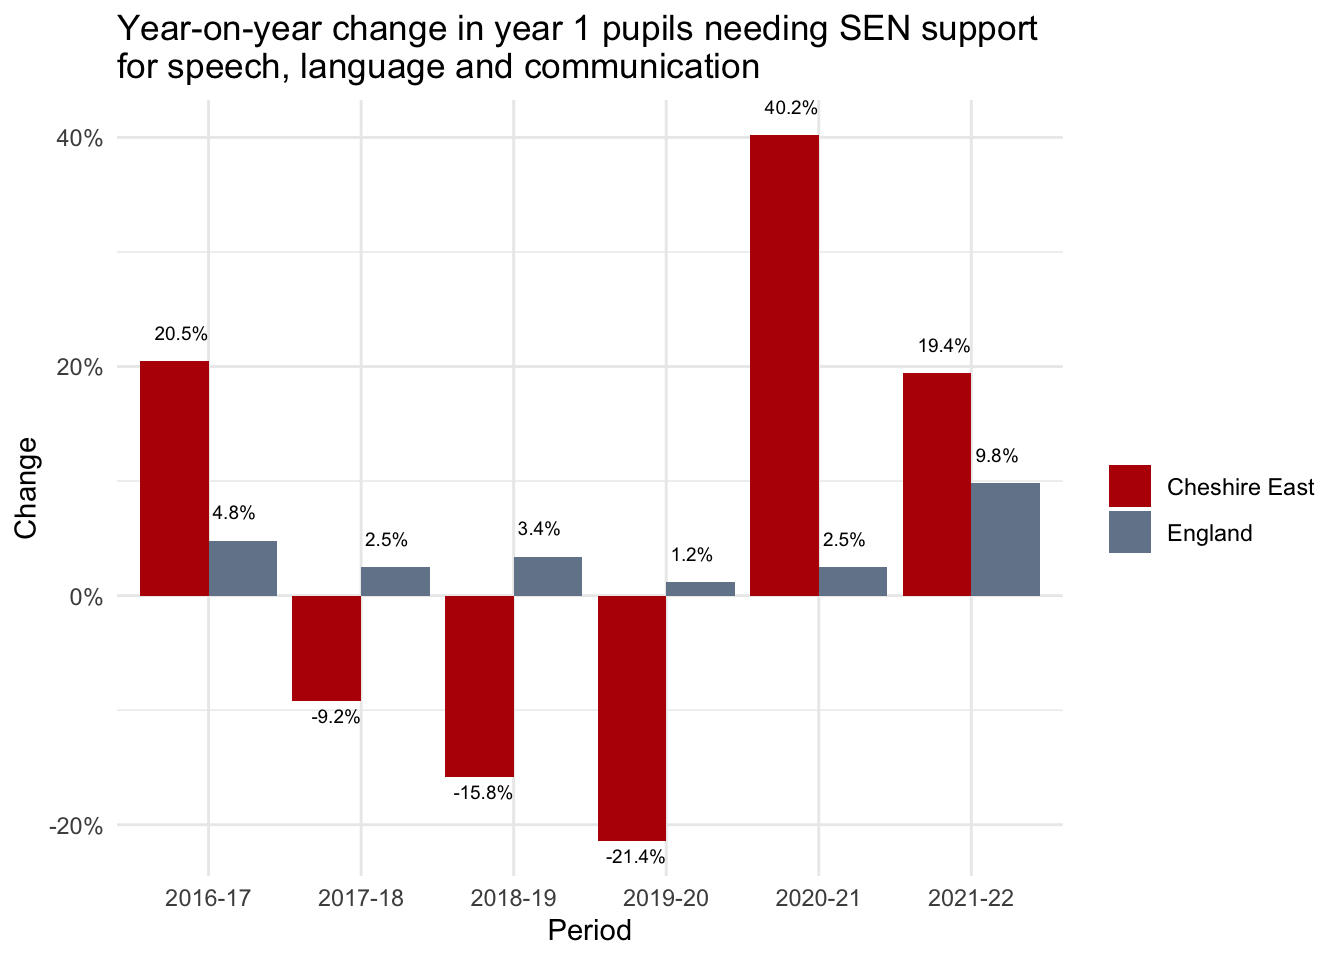 Year-on-year change in year 1 pupils needing SEN support
for speech, language and communication
40.2%
40%
20.5%
19.4%
20%
9.8%
4.8%
3.4%
2.5%
2.5%
1.2%
0%
-9.2%
-15.8%
-20%
-21.4%
Change
2016-17 2017-18 2018-19 2019-20 2020-21 2021-22
Period
Cheshire East
England